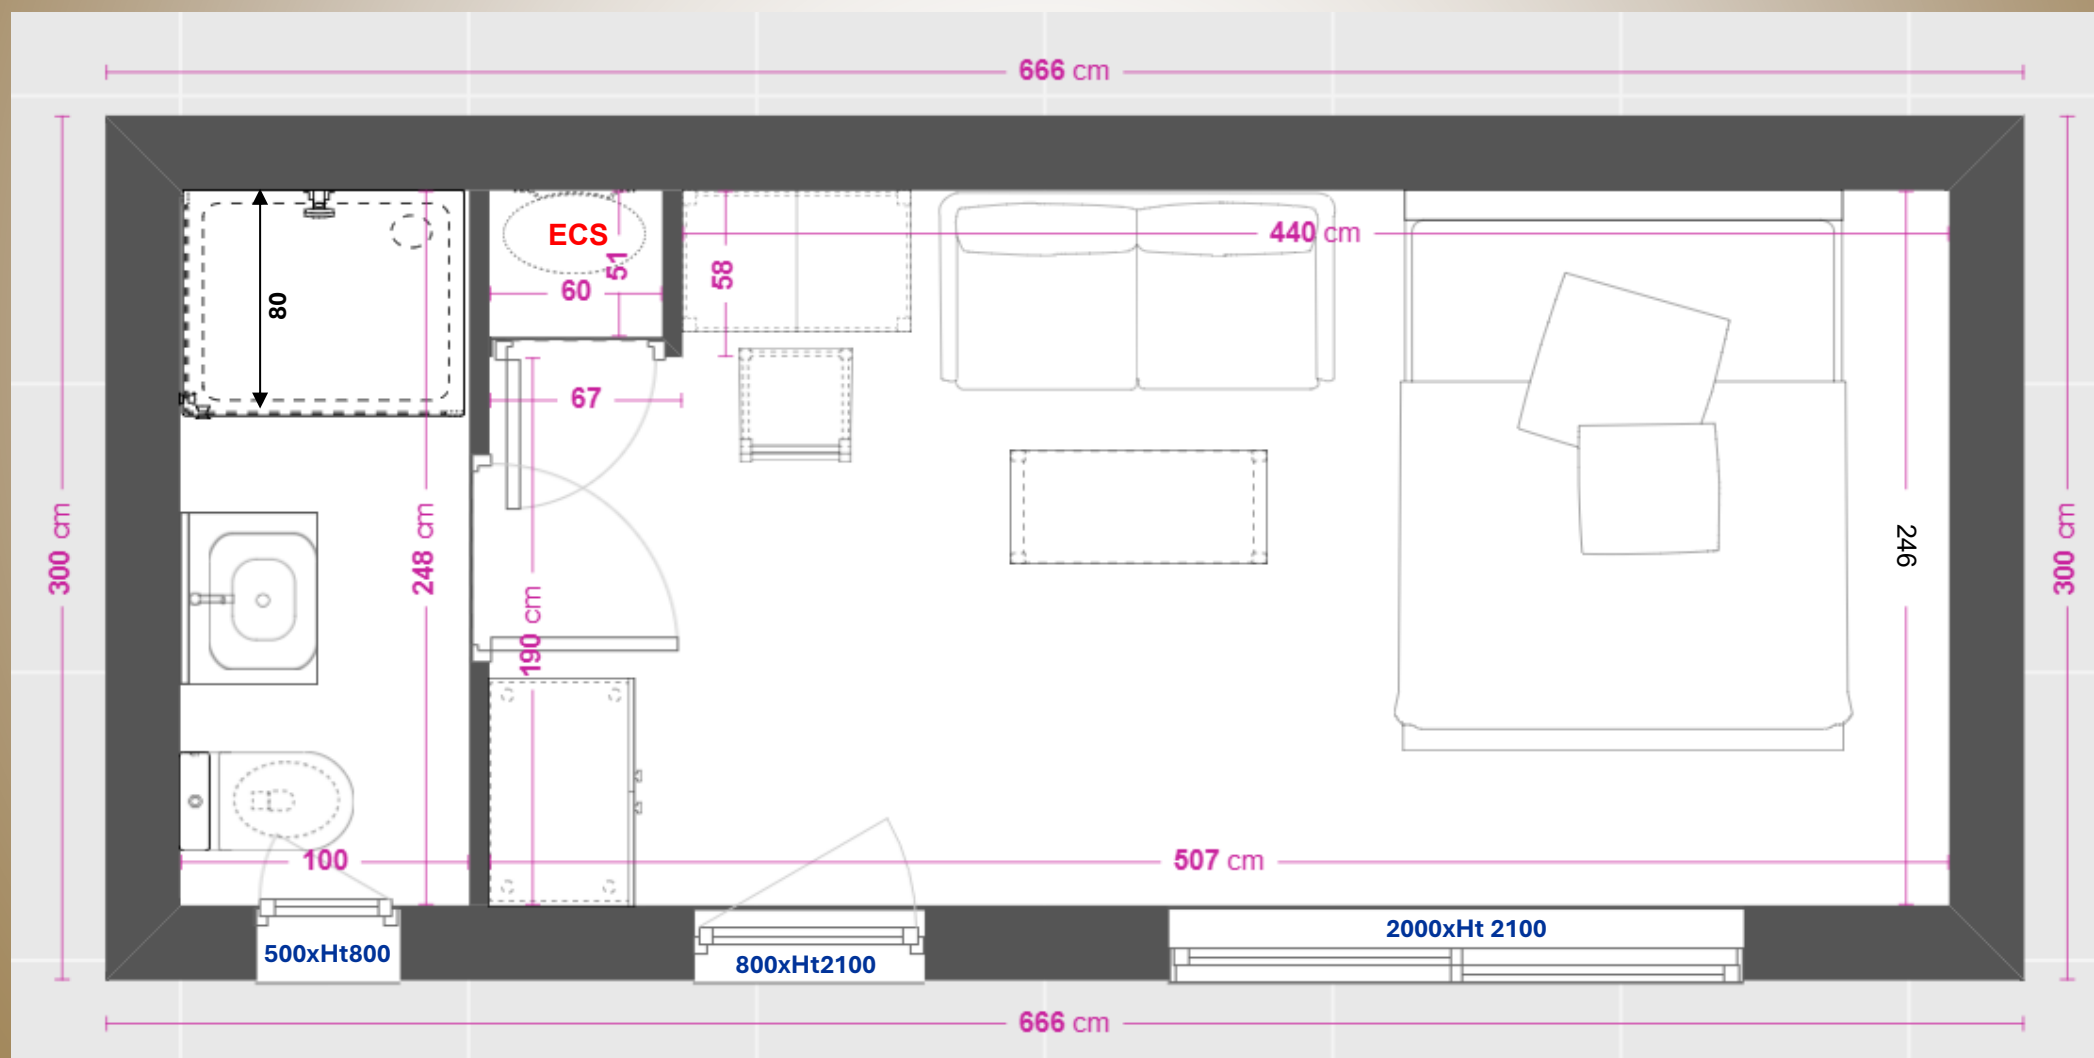 666 cm
440 cm
ECS
51
60
58
80
67
300 cm
248 cm
190 cm
246
300 cm
100
507 cm
500xHt800
800xHt2100
2000xHt 2100
666 cm